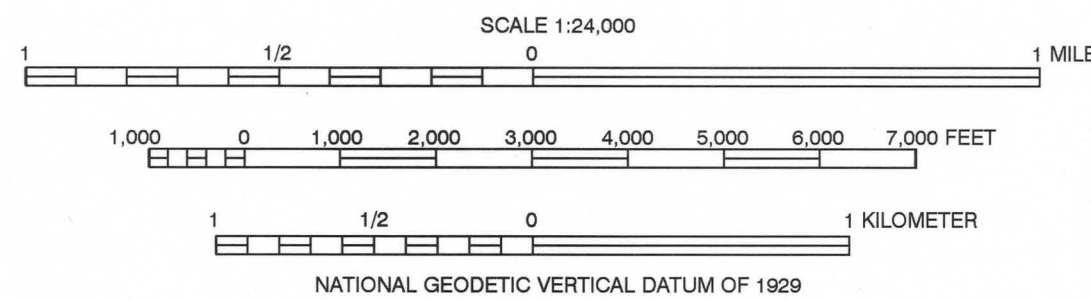 SCALE 1:24,000
1 1/2 0 1 MILE
1,000 0 1,000 2,000 3,000 4,000 5,000 6,000 7,000 FEET
1 1/2 0 1 KILOMETER
NATIONAL GEODETIC VERTICAL DATUM OF 1929